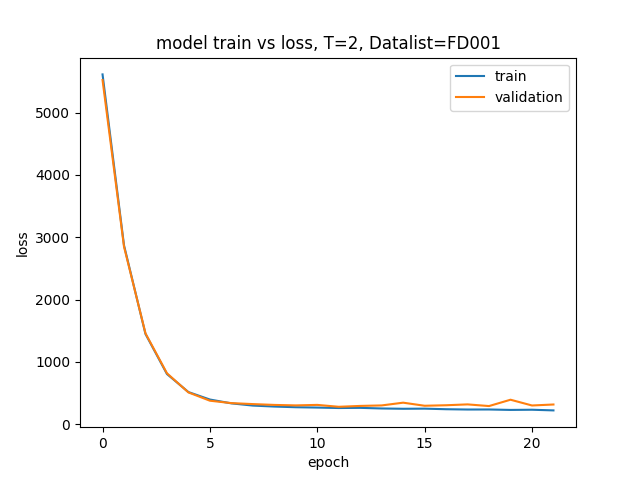 model train vs loss, T=2, Datalist=FD001
train
validation
5000
4000
3000
2000
1000
0
loss
0 5 10 15 20
epoch